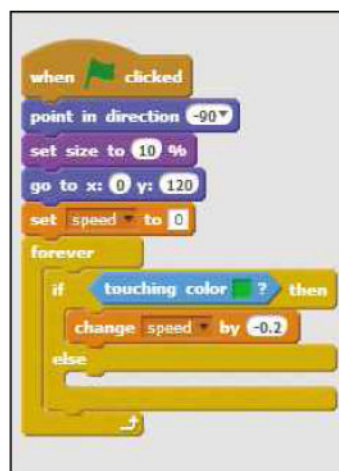 when clicked
point in direction -90
set size to 10 %
go to x: 0 y: 120
set speed to 0
forever
if touching color ? then
change speed by -0.2
else